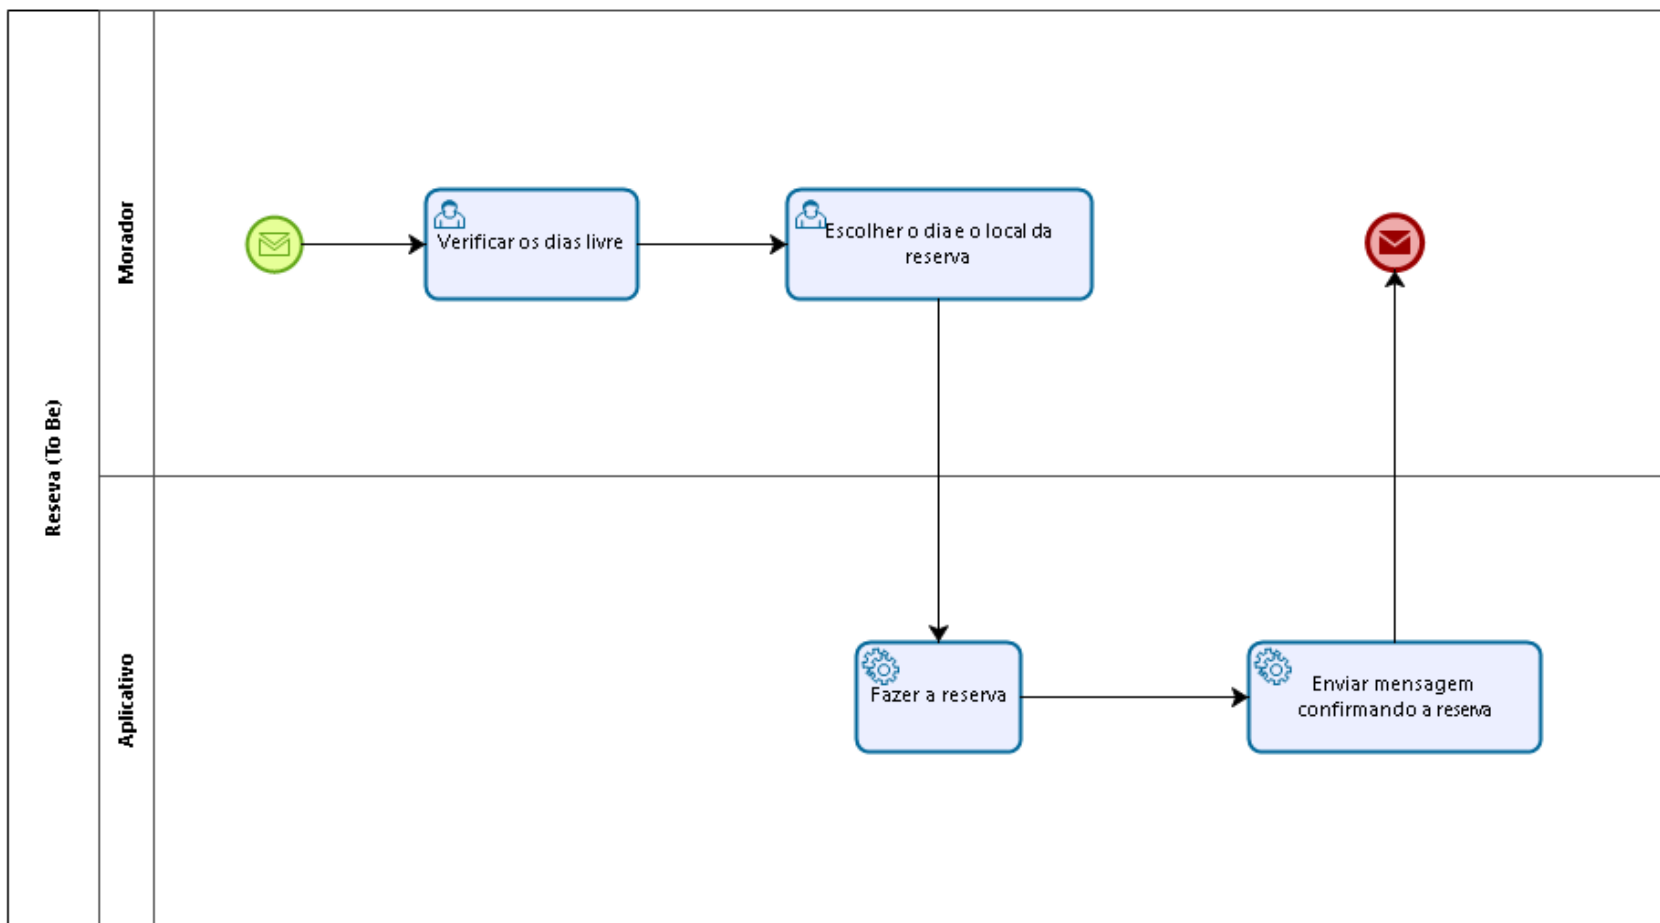 Reseva (To Be)
Morador
Verificar os dias livre
Escolher o dia e o local da
reserva
Aplicativo
Fazer a reserva
Enviar mensagem
confirmando a reserva